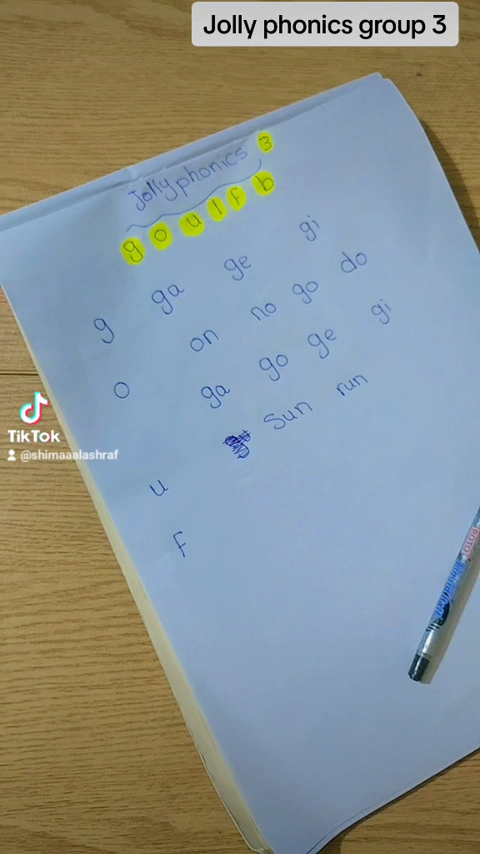 Jolly phonics group 3
Jolly phonics 3
g o u l f b
g ga ge gi
o on no go do
ga go ge gi
u sun run
f
TikTok
@shimaaalashraf